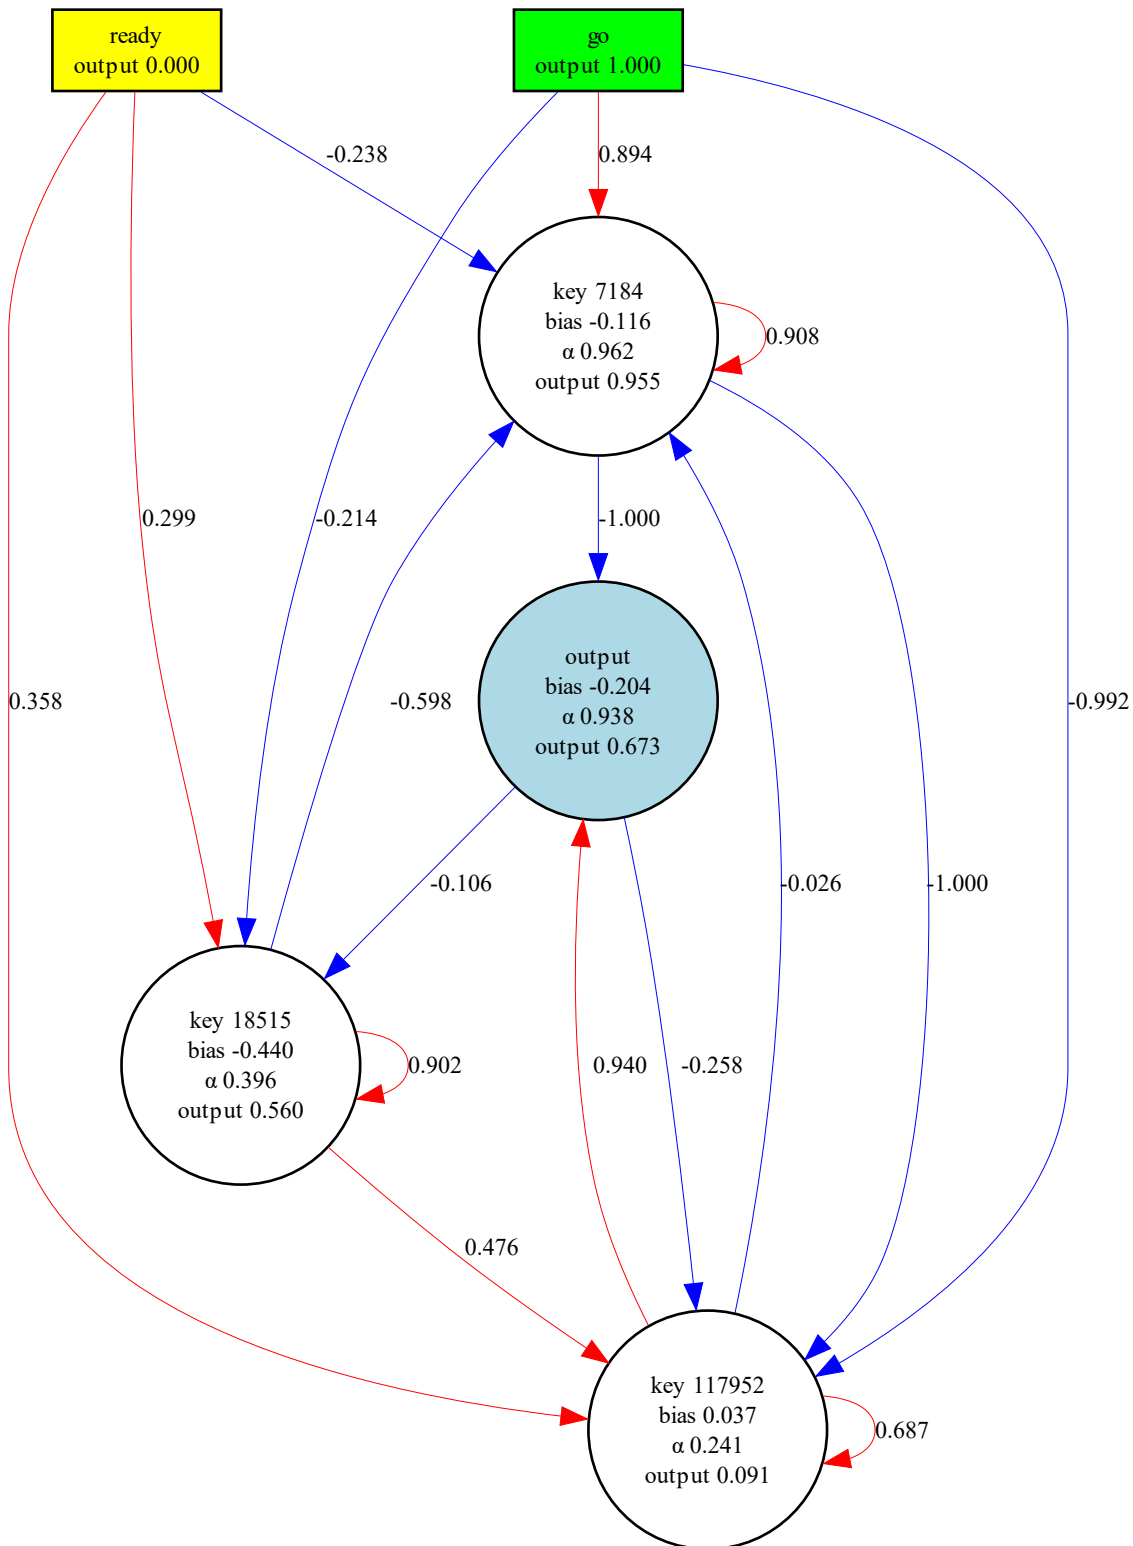 ready
output 0.000
go
output 1.000
-0.238
0.894
key 7184
bias -0.116
α 0.962
output 0.955
0.908
0.299
-0.214
-1.000
output
bias -0.204
α 0.938
output 0.673
0.358
-0.598
-0.992
-0.106
-0.026
-1.000
key 18515
bias -0.440
α 0.396
output 0.560
0.902
0.940
-0.258
0.476
key 117952
bias 0.037
α 0.241
output 0.091
0.687